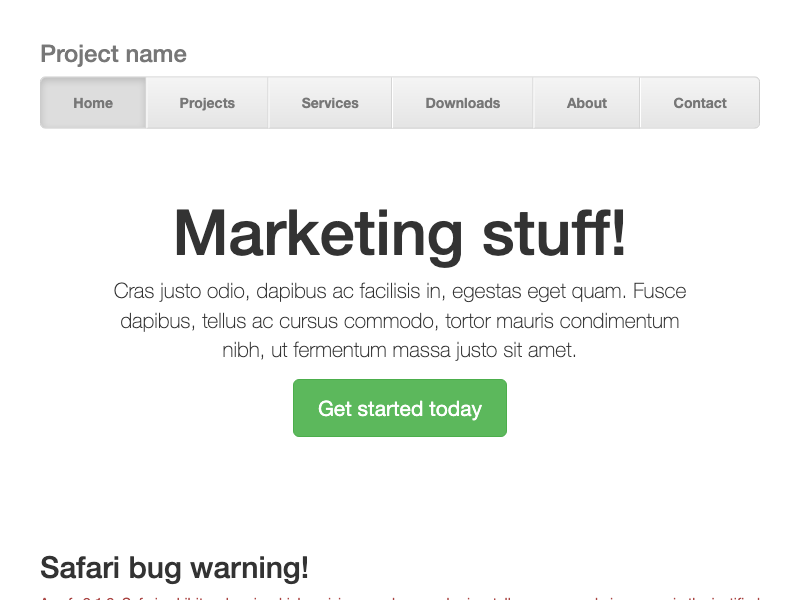 Project name
Home
Projects
Services
Downloads
About
Contact
Marketing stuff!
Cras justo odio, dapibus ac facilisis in, egestas eget quam. Fusce
dapibus, tellus ac cursus commodo, tortor mauris condimentum
nibh, ut fermentum massa justo sit amet.
Get started today
Safari bug warning!